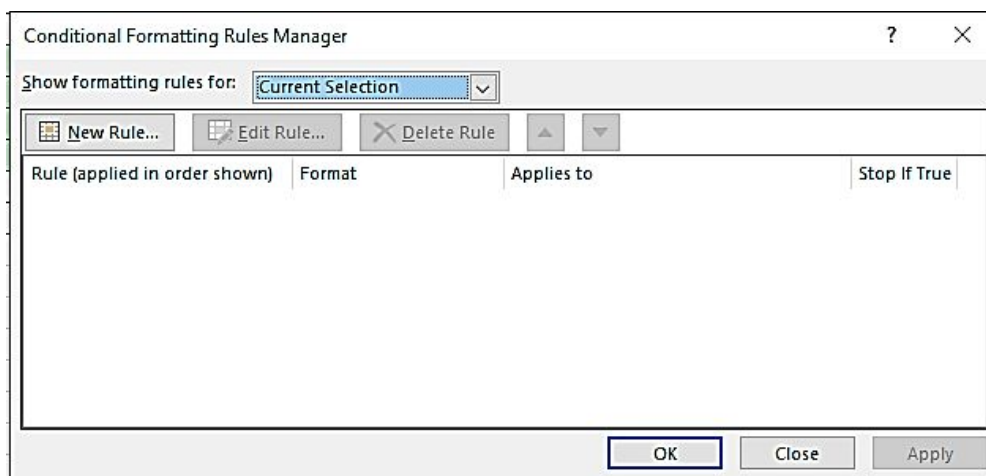 Conditional Formatting Rules Manager ?
Show formatting rules for: Current Selection
New Rule... Edit Rule... Delete Rule
Rule (applied in order shown) Format Applies to Stop If True
OK Close Apply